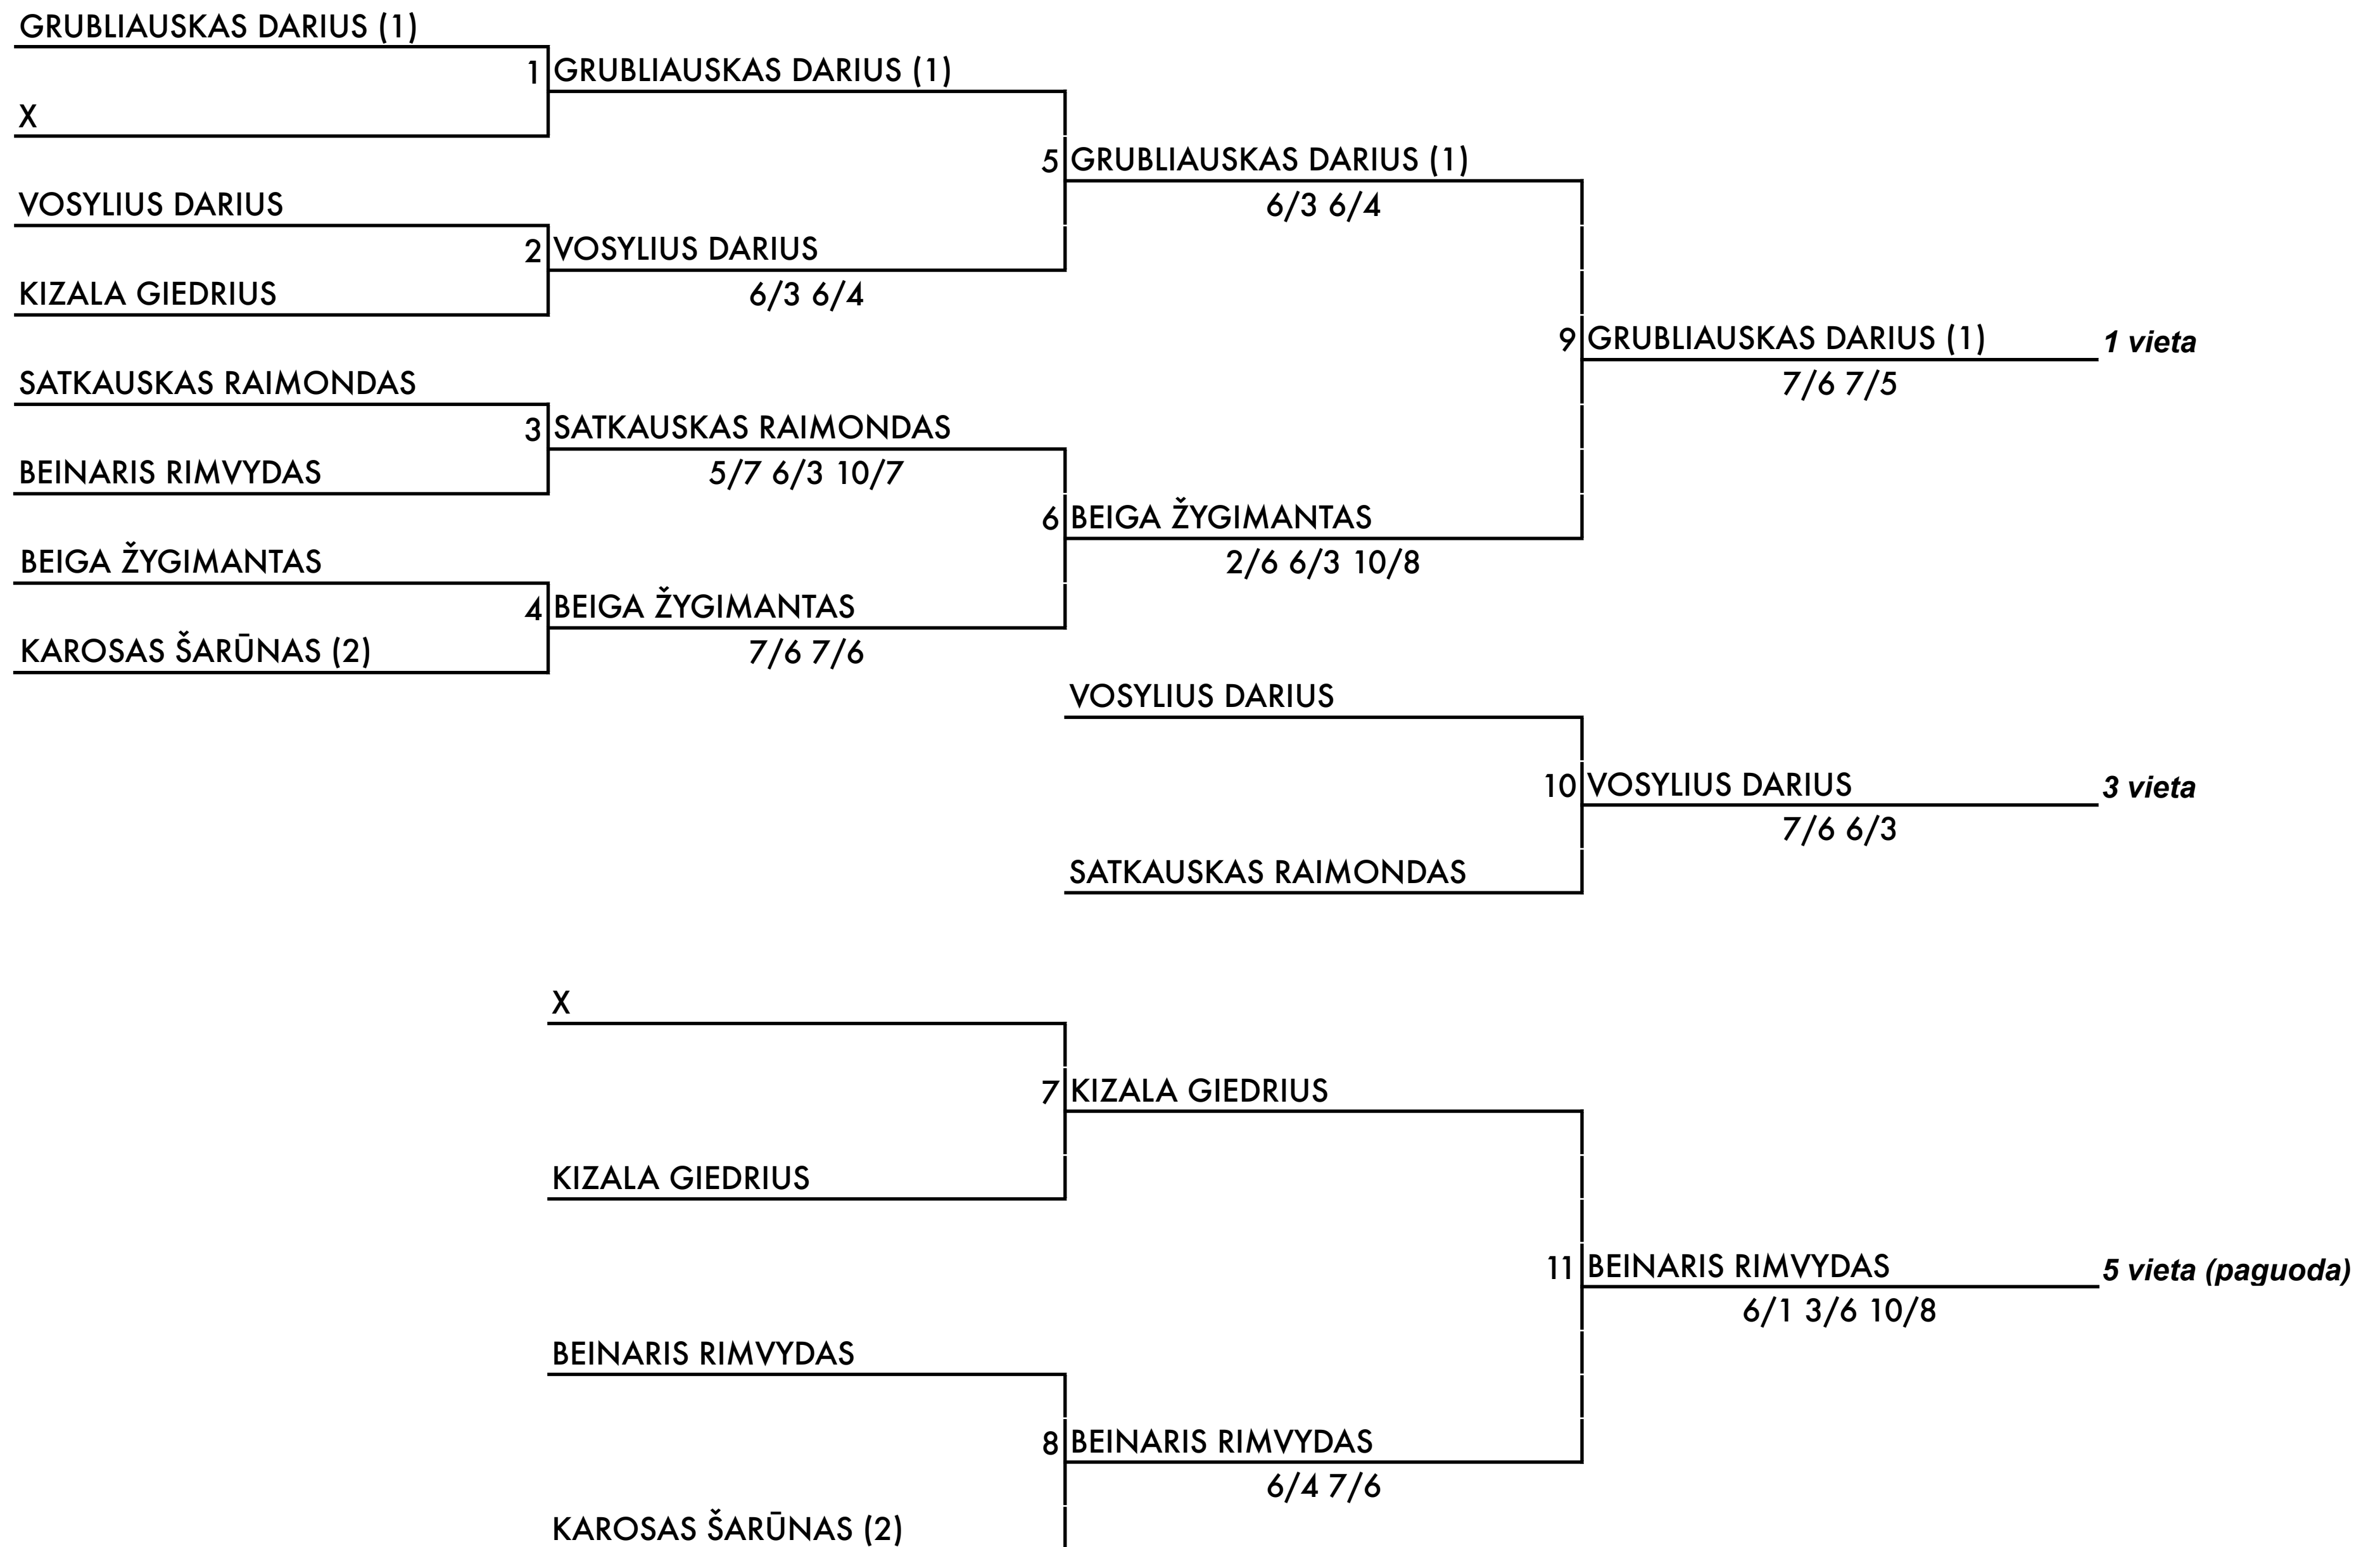 GRUBLIAUSKAS DARIUS (1)
1 GRUBLIAUSKAS DARIUS (1)
X
5 GRUBLIAUSKAS DARIUS (1)
VOSYLIUS DARIUS
6/3 6/4
2 VOSYLIUS DARIUS
KIZALA GIEDRIUS
6/3 6/4
9 GRUBLIAUSKAS DARIUS (1) 1 vieta
SATKAUSKAS RAIMONDAS
7/6 7/5
3 SATKAUSKAS RAIMONDAS
BEINARIS RIMVYDAS
5/7 6/3 10/7
6 BEIGA ŽYGIMANTAS
BEIGA ŽYGIMANTAS
2/6 6/3 10/8
4 BEIGA ŽYGIMANTAS
KAROSAS ŠARŪNAS (2)
7/6 7/6
VOSYLIUS DARIUS
10 VOSYLIUS DARIUS 3 vieta
7/6 6/3
SATKAUSKAS RAIMONDAS
X
7 KIZALA GIEDRIUS
KIZALA GIEDRIUS
11 BEINARIS RIMVYDAS 5 vieta (paguoda)
6/1 3/6 10/8
BEINARIS RIMVYDAS
8 BEINARIS RIMVYDAS
6/4 7/6
KAROSAS ŠARŪNAS (2)